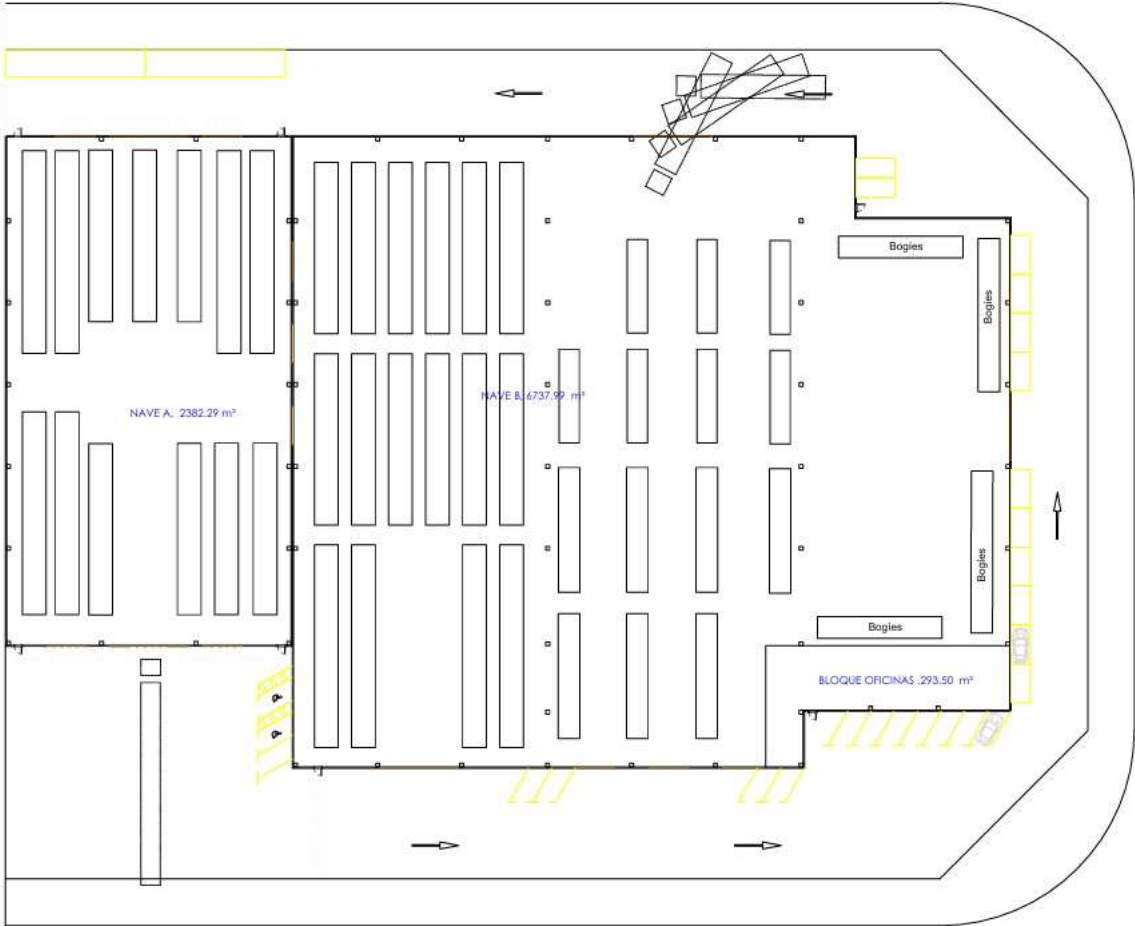 Bogies
Bogies
NAVE A, 2382.29 m²
NAVE B, 6737.99 m²
Bogies
Bogies
BLOQUE OFICINAS .293.50 m²